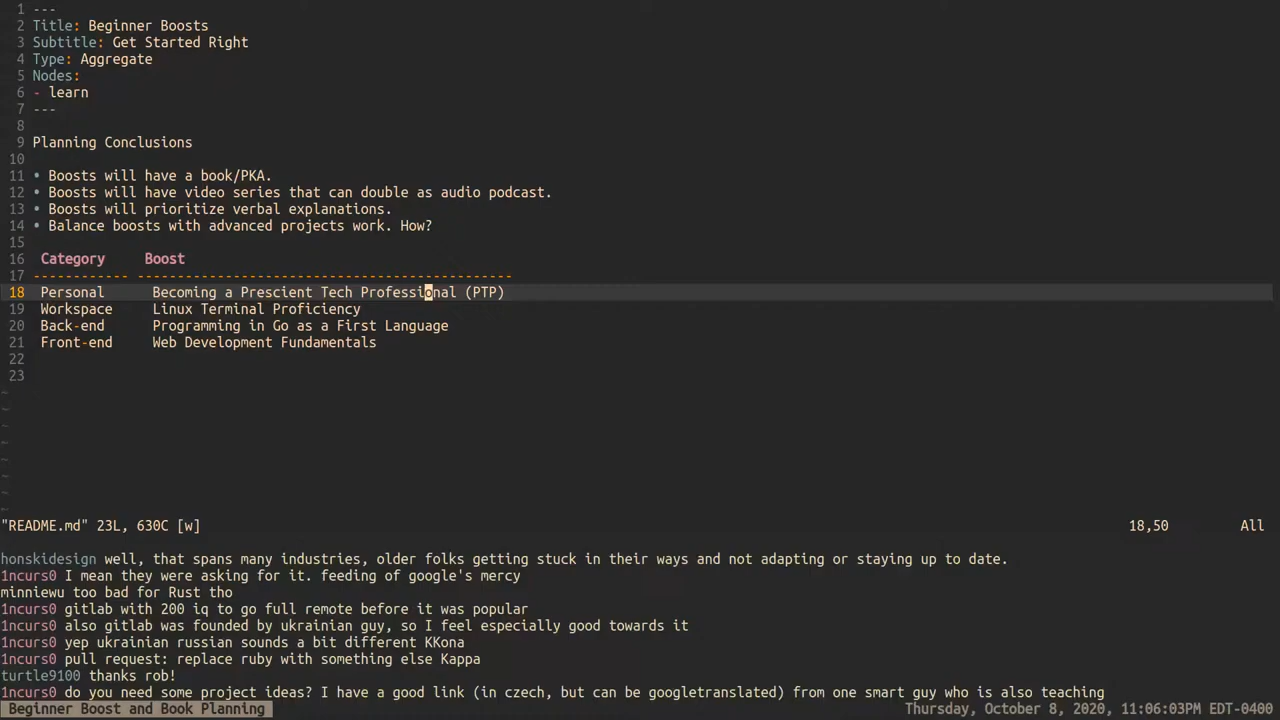 1 ---
2 Title: Beginner Boosts
3 Subtitle: Get Started Right
4 Type: Aggregate
5 Nodes:
6 - learn
7 ---
8
9 Planning Conclusions
10
11 • Boosts will have a book/PKA.
12 • Boosts will have video series that can double as audio podcast.
13 • Boosts will prioritize verbal explanations.
14 • Balance boosts with advanced projects work. How?
15
16 Category Boost
17 ------------ -----------------------------------------------
18 Personal Becoming a Prescient Tech Professional (PTP)
19 Workspace Linux Terminal Proficiency
20 Back-end Programming in Go as a First Language
21 Front-end Web Development Fundamentals
22
23
~
~
~
~
~
~
~
~
"README.md" 23L, 630C [w] 18,50 All
honskidesign well, that spans many industries, older folks getting stuck in their ways and not adapting or staying up to date.
1ncurs0 I mean they were asking for it. feeding of google's mercy
minniewu too bad for Rust tho
1ncurs0 gitlab with 200 iq to go full remote before it was popular
1ncurs0 also gitlab was founded by ukrainian guy, so I feel especially good towards it
1ncurs0 yep ukrainian russian sounds a bit different KKona
1ncurs0 pull request: replace ruby with something else Kappa
turtle9100 thanks rob!
1ncurs0 do you need some project ideas? I have a good link (in czech, but can be googletranslated) from one smart guy who is also teaching
Beginner Boost and Book Planning Thursday, October 8, 2020, 11:06:03PM EDT-0400